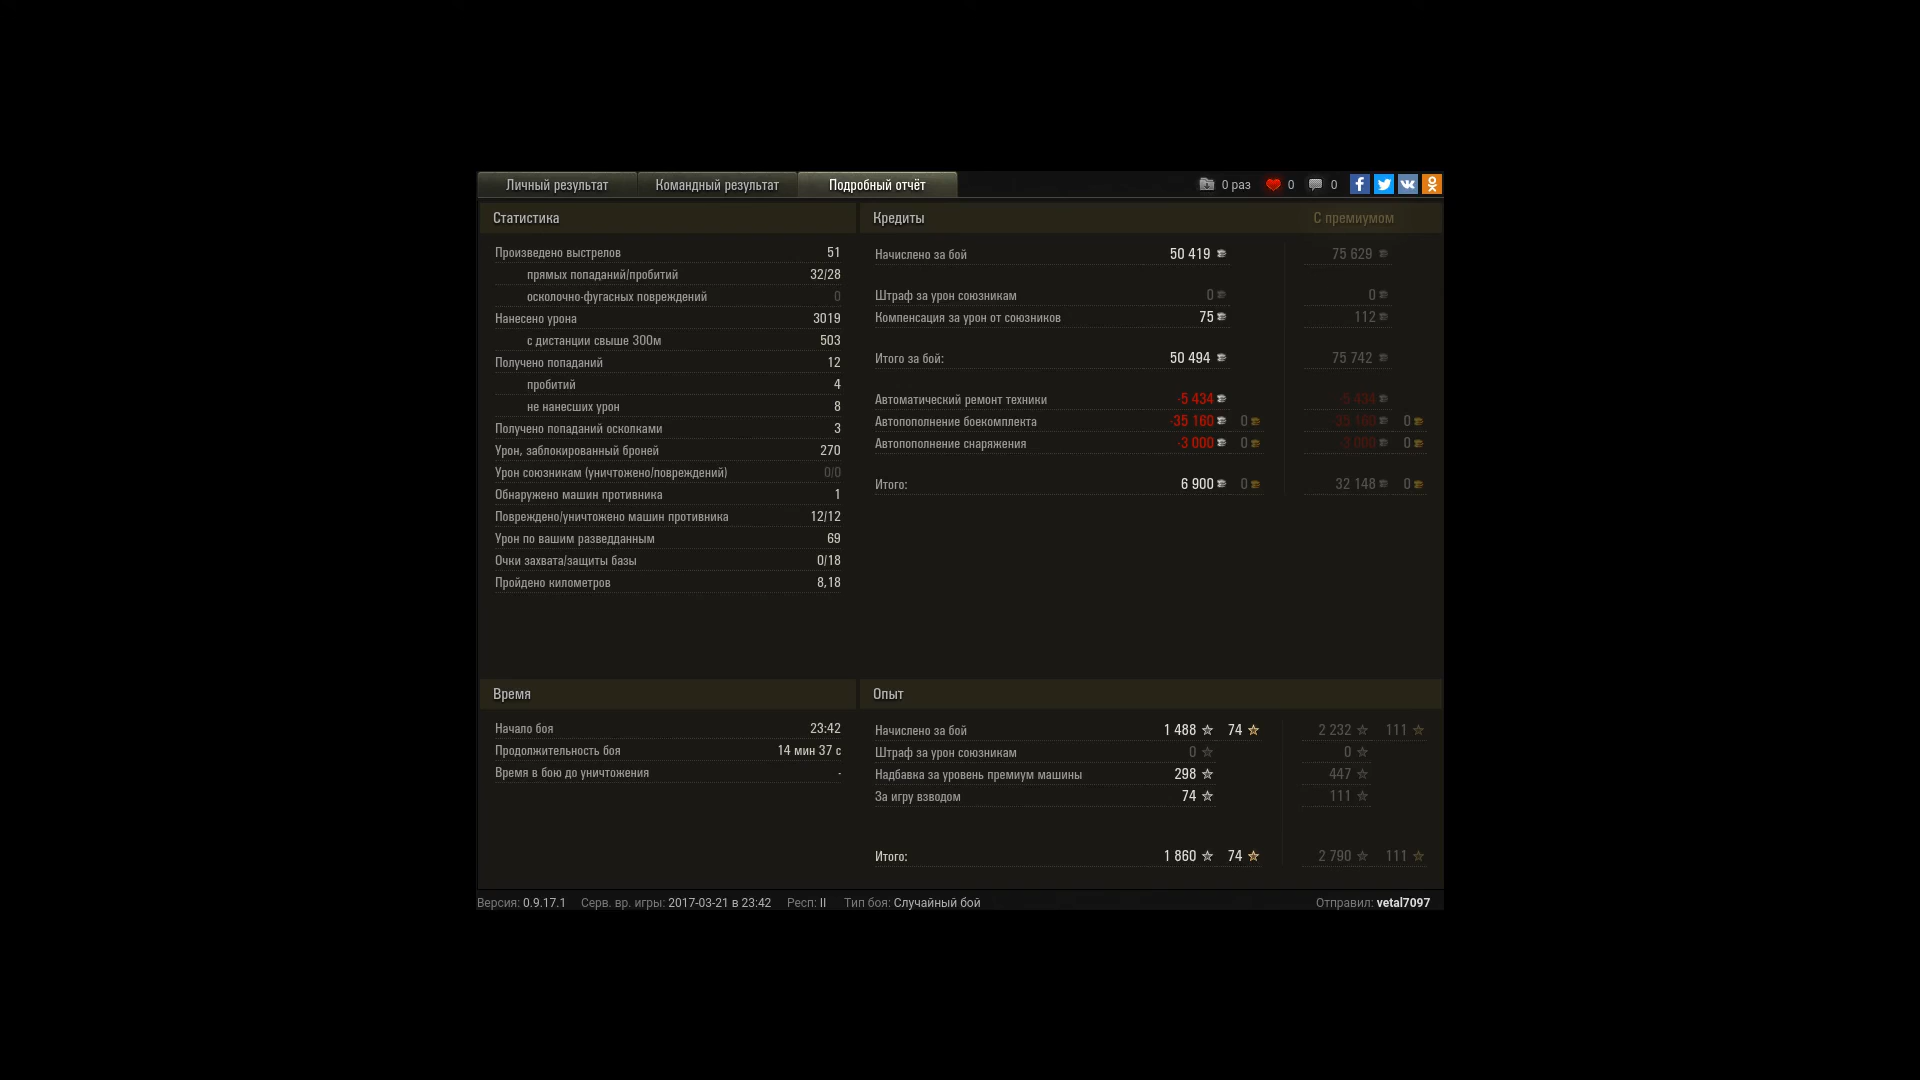 Личный результат Командный результат Подробный отчёт 0 раз 0 0
Статистика
Произведено выстрелов 51
прямых попаданий/пробитий 32/28
осколочно-фугасных повреждений 0
Нанесено урона 3019
с дистанции свыше 300м 503
Получено попаданий 12
пробитий 4
не нанесших урон 8
Получено попаданий осколками 3
Урон, заблокированный броней 270
Урон союзникам (уничтожено/повреждений) 0/0
Обнаружено машин противника 1
Повреждено/уничтожено машин противника 12/12
Урон по вашим разведданным 69
Очки захвата/защиты базы 0/18
Пройдено километров 8,18
Кредиты С премиумом
Начислено за бой 50 419 75 629
Штраф за урон союзникам 0 0
Компенсация за урон от союзников 75 112
Итого за бой: 50 494 75 742
Автоматический ремонт техники -5 434 -5 434
Автопополнение боекомплекта -35 160 0 -35 160 0
Автопополнение снаряжения -3 000 0 -3 000 0
Итого: 6 900 0 32 148 0
Время
Начало боя 23:42
Продолжительность боя 14 мин 37 с
Время в бою до уничтожения -
Опыт
Начислено за бой 1 488 74 2 232 111
Штраф за урон союзникам 0 0
Надбавка за уровень премиум машины 298 447
За игру взводом 74 111
Итого: 1 860 74 2 790 111
Версия: 0.9.17.1 Серв. вр. игры: 2017-03-21 в 23:42 Респ: II Тип боя: Случайный бой Отправил: vetal7097